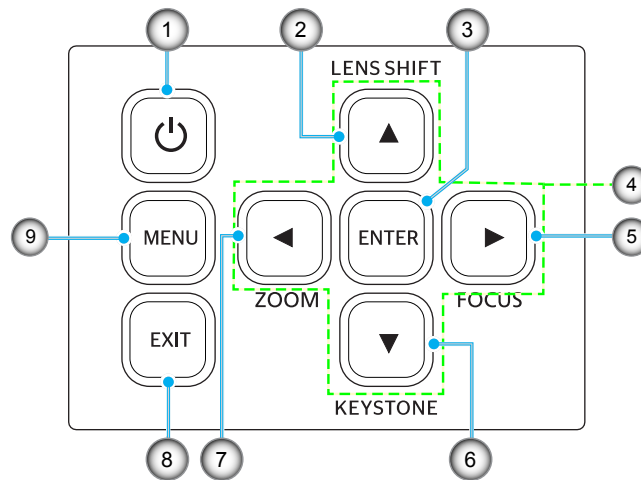 1
2
3
LENS SHIFT
4
9
MENU
ENTER
5
ZOOM
FOCUS
EXIT
KEYSTONE
8
7
6